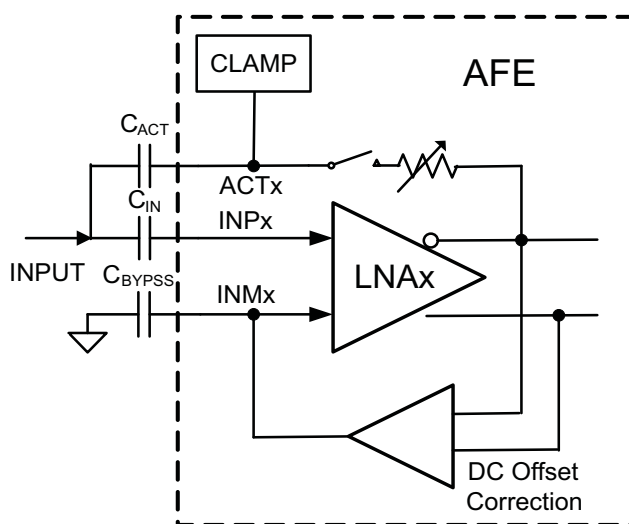 CLAMP
AFE
CACT
ACTx
CIN
INPx
INPUT
LNAx
CBYPSS
INMx
DC Offset
Correction